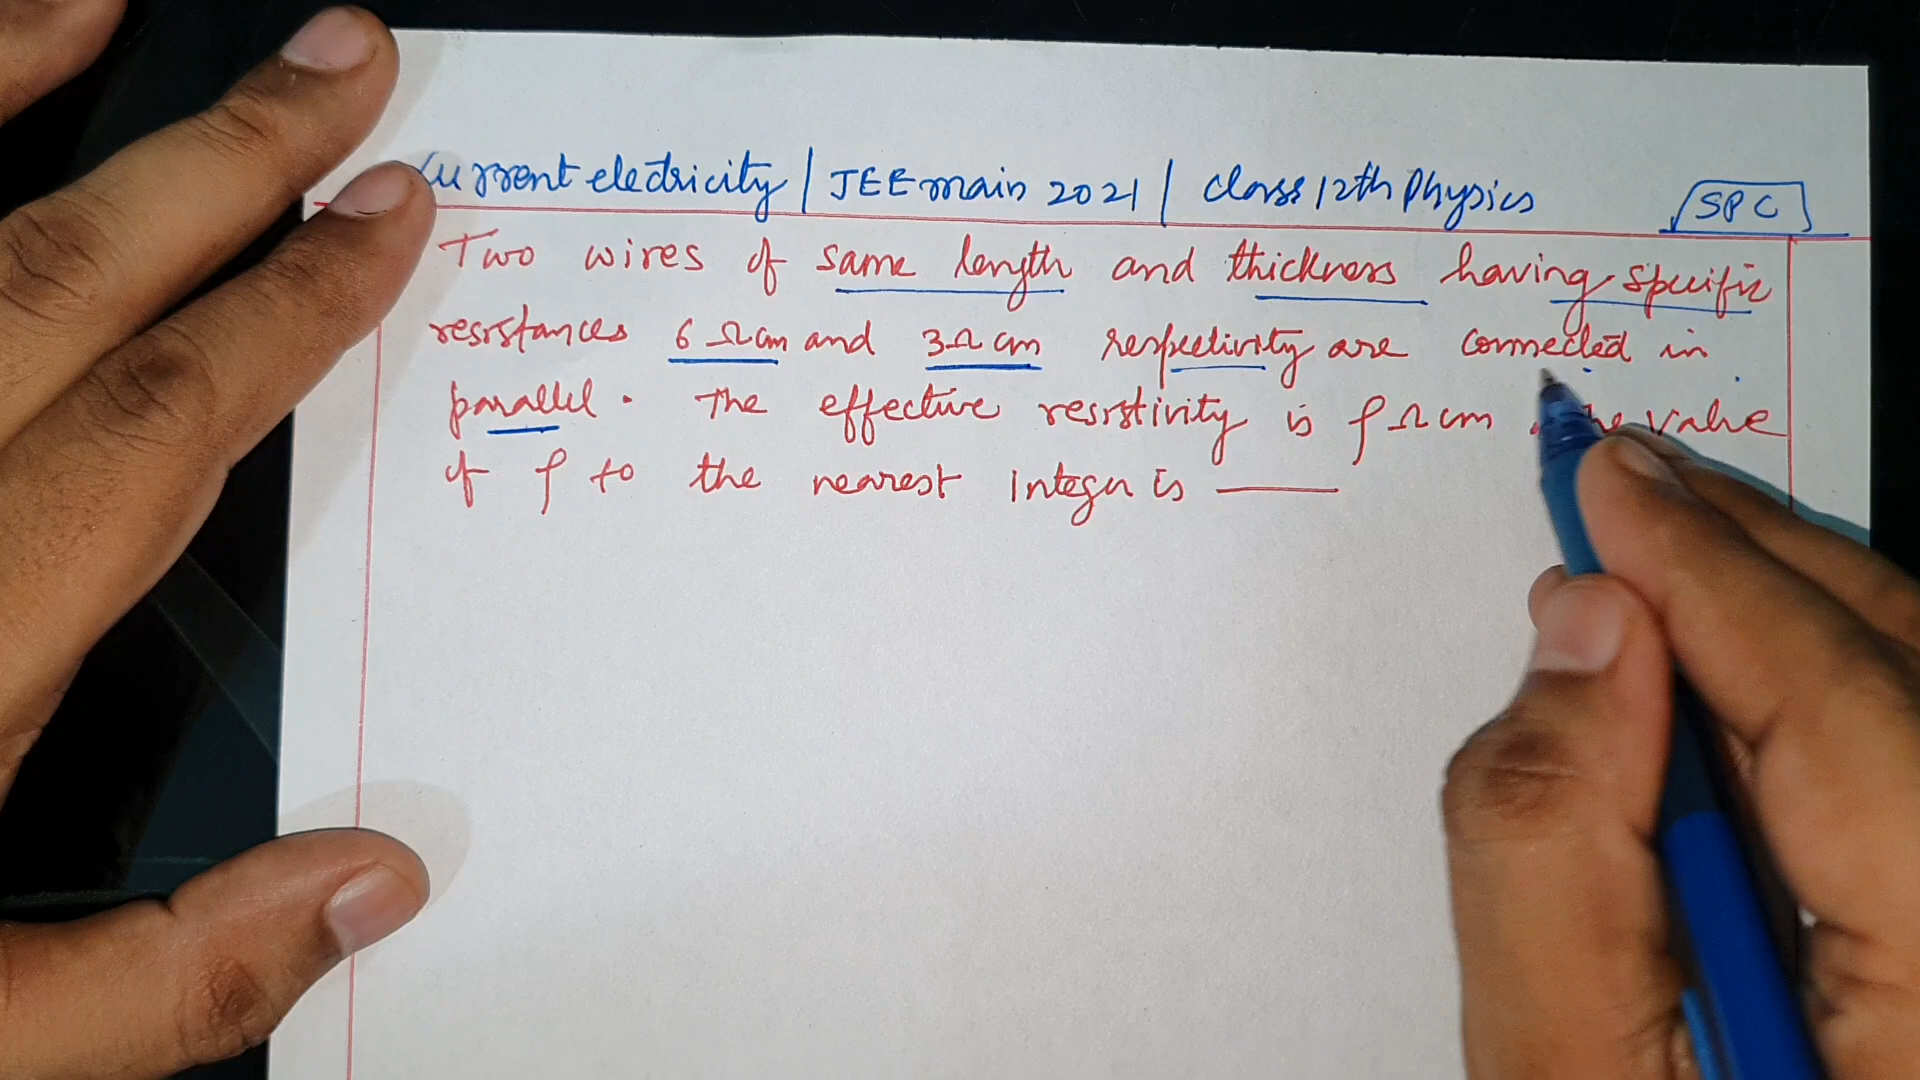 Current electricity | JEE main 2021 | Class 12th Physics
SPC
Two wires of same length and thickness having specific
resistances 6 Ω cm and 3 Ω cm respectivity are connected in
parallel. The effective resistivity is ρ Ω cm value
of ρ to the nearest integer is ____